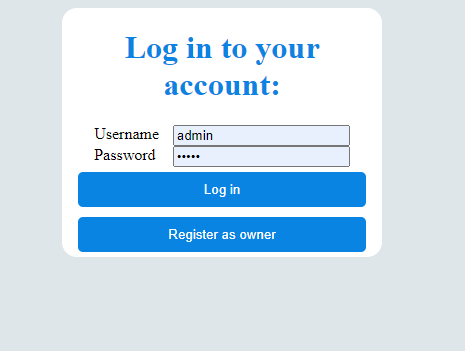 Log in to your
account:
Username admin
Password •••••
Log in
Register as owner